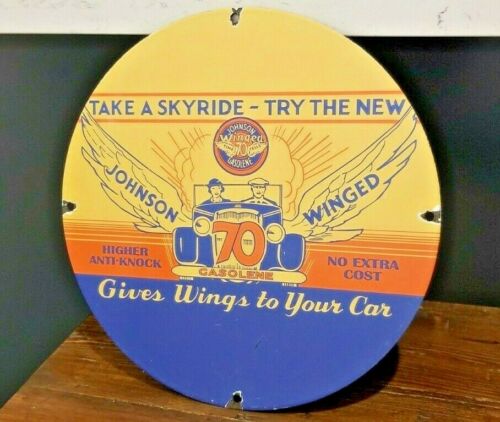 TAKE A SKYRIDE - TRY THE NEW
JOHNSON
Winged
70
GASOLENE
JOHNSON
WINGED
HIGHER
ANTI-KNOCK
70
GASOLENE
NO EXTRA
COST
Gives Wings to Your Car